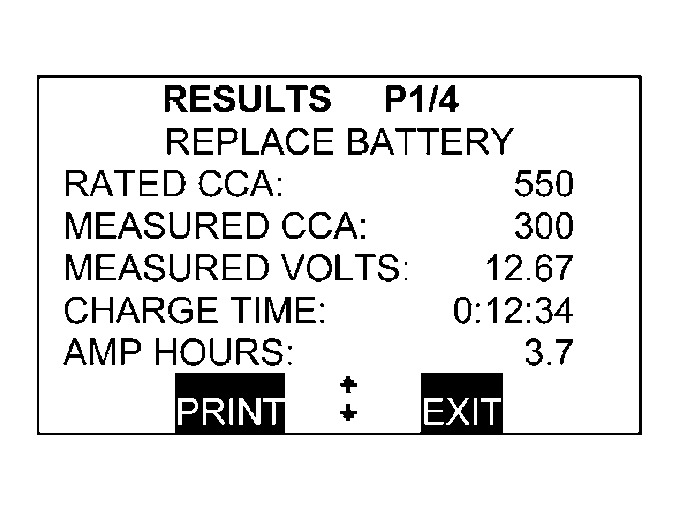 RESULTS P1/4
REPLACE BATTERY
RATED CCA: 550
MEASURED CCA: 300
MEASURED VOLTS: 12.67
CHARGE TIME: 0:12:34
AMP HOURS: 3.7
PRINT EXIT